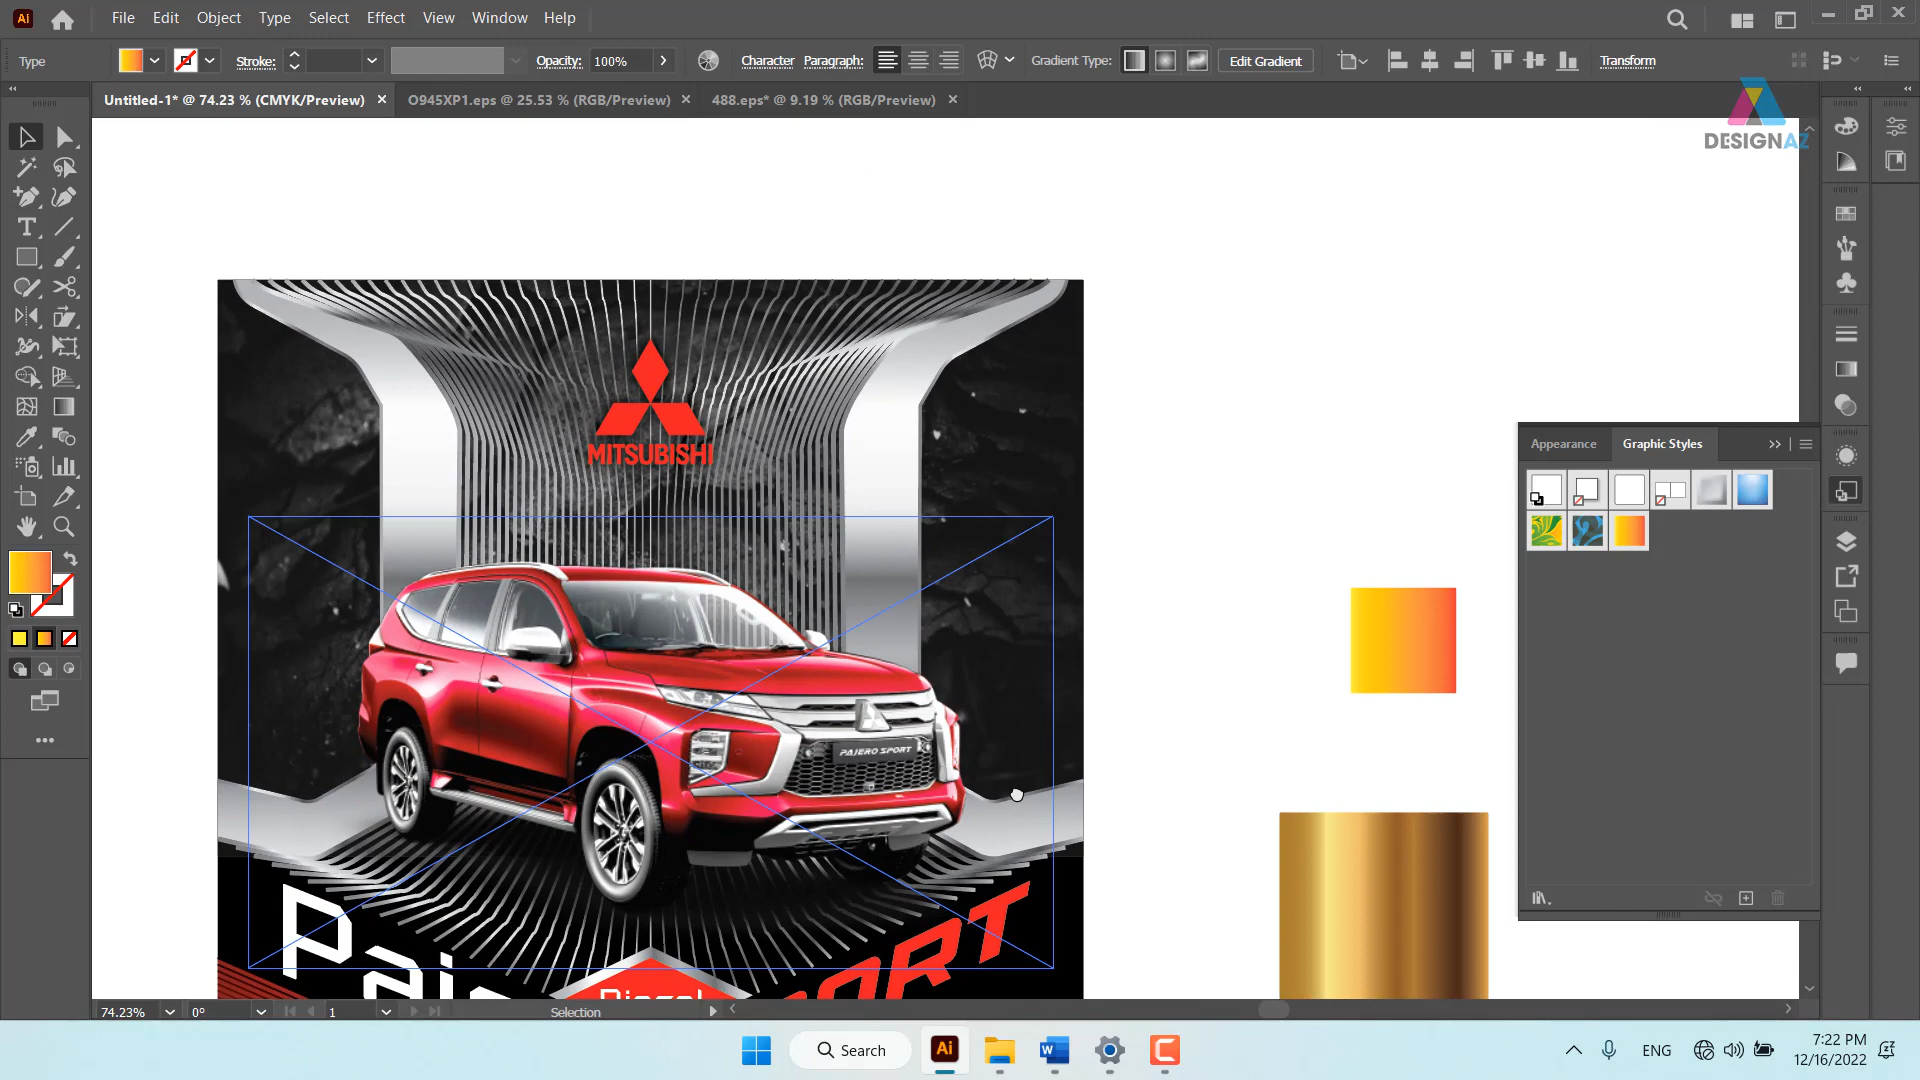 Ai File Edit Object Type Select Effect View Window Help
Type Stroke: Opacity: 100% Character Paragraph: Gradient Type: Edit Gradient Transform
Untitled-1* @ 74.23 % (CMYK/Preview) × O945XP1.eps @ 25.53 % (RGB/Preview) × 488.eps* @ 9.19 % (RGB/Preview) ×
DESIGNAZ
MITSUBISHI
Appearance Graphic Styles
PAJERO SPORT
74.23% 0° 1 Selection
Search Ai ENG 7:22 PM
12/16/2022